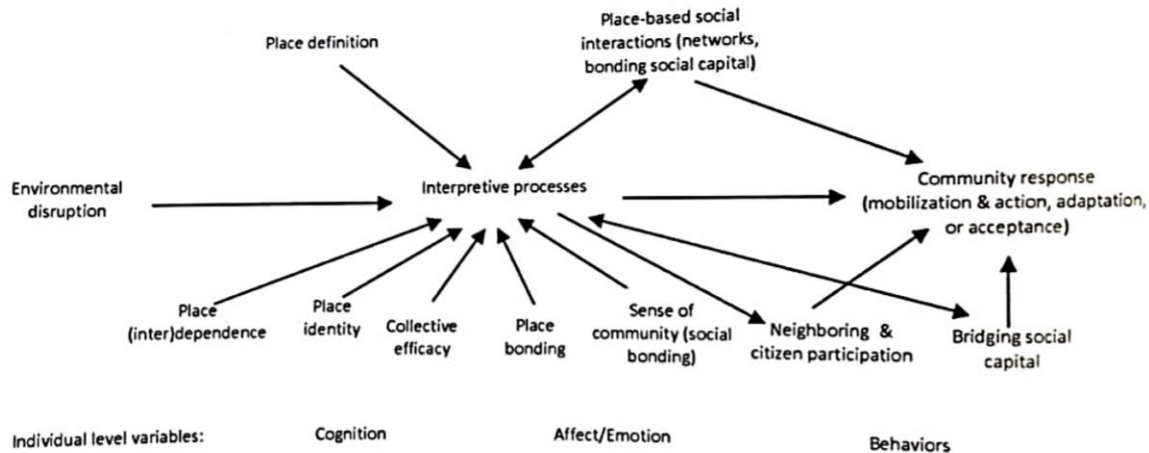 Place definition
Place-based social
interactions (networks,
bonding social capital)
Environmental
disruption
Interpretive processes
Community response
(mobilization & action, adaptation,
or acceptance)
Place
(inter)dependence
Place
identity
Collective
efficacy
Place
bonding
Sense of
community (social
bonding)
Neighboring &
citizen participation
Bridging social
capital
Individual level variables:
Cognition
Affect/Emotion
Behaviors